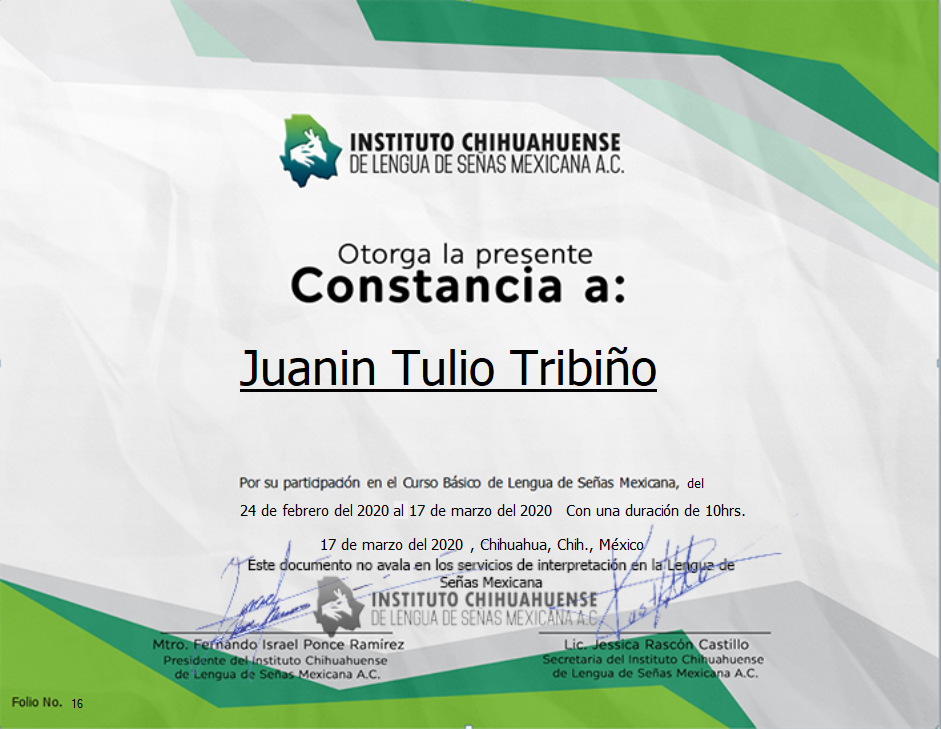 INSTITUTO CHIHUAHUENSE
DE LENGUA DE SEÑAS MEXICANA A.C.
Otorga la presente
Constancia a:
Juanin Tulio Tribiño
Por su participación en el Curso Básico de Lengua de Señas Mexicana, del
24 de febrero del 2020 al 17 de marzo del 2020 Con una duración de 10hrs.
17 de marzo del 2020 , Chihuahua, Chih., México
Este documento no avala en los servicios de interpretación en la Lengua de
Señas Mexicana
INSTITUTO CHIHUAHUENSE
DE LENGUA DE SEÑAS MEXICANA A.C.
Mtro. Fernando Israel Ponce Ramírez
Presidente del Instituto Chihuahuense
de Lengua de Señas Mexicana A.C.
Lic. Jessica Rascón Castillo
Secretaria del Instituto Chihuahuense
de Lengua de Señas Mexicana A.C.
Folio No. 16